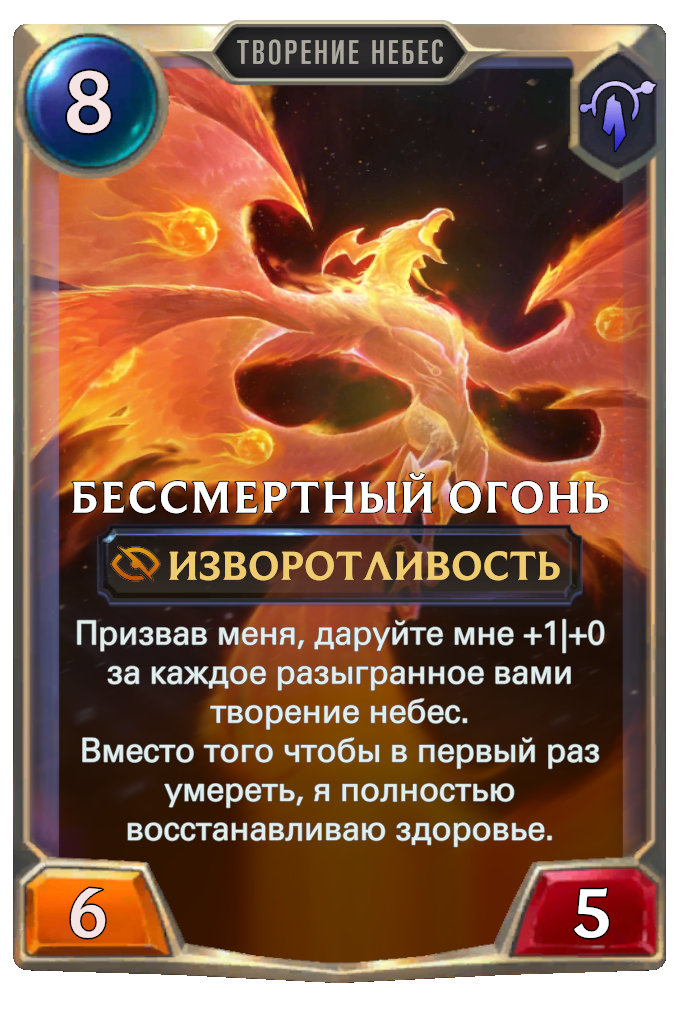 ТВОРЕНИЕ НЕБЕС
8
БЕССМЕРТНЫЙ ОГОНЬ
ИЗВОРОТЛИВОСТЬ
Призвав меня, даруйте мне +1|+0
за каждое разыгранное вами
творение небес.
Вместо того чтобы в первый раз
умереть, я полностью
восстанавливаю здоровье.
6
5